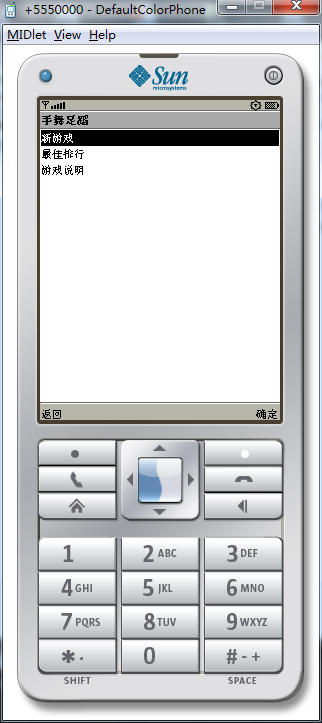 +5550000 - DefaultColorPhone
MIDlet View Help
Sun
microsystems
手舞足蹈
新游戏
最佳排行
游戏说明
返回 确定
1 2 ABC 3 DEF
4 GHI 5 JKL 6 MNO
7 PQRS 8 TUV 9 WXYZ
* · 0 # - +
SHIFT SPACE